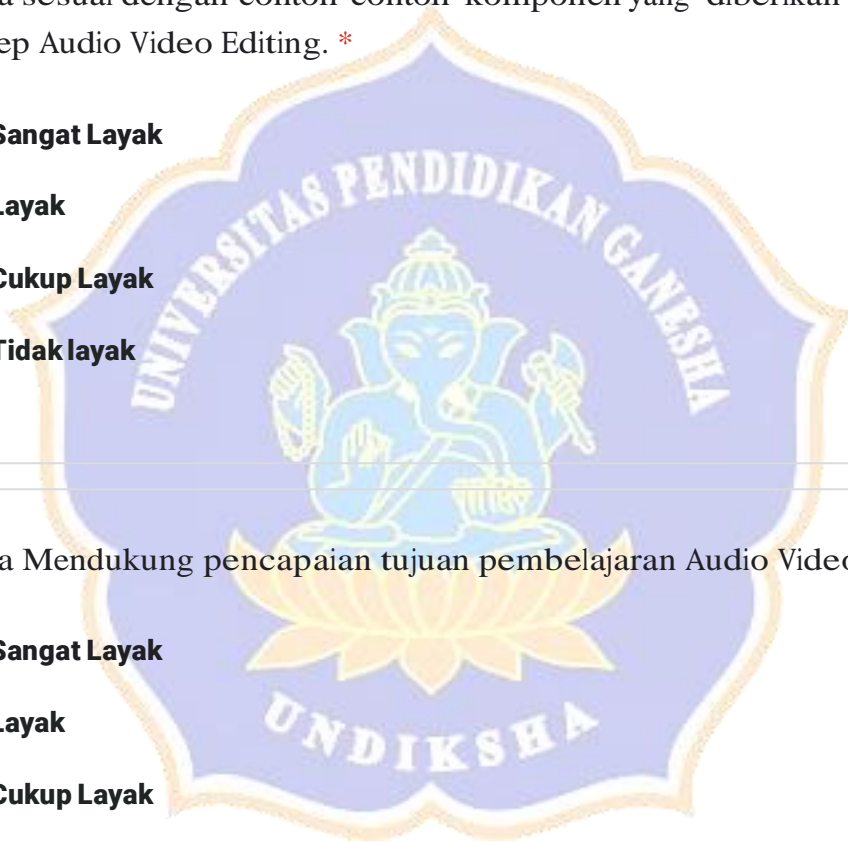 sesuai dengan contoh-contoh komponen yang diberikan
Audio Video Editing. *
Sangat Layak
Layak
Cukup Layak
Tidak layak
UNIVERSITAS PENDIDIKAN GANESHA
Mendukung pencapaian tujuan pembelajaran Audio Video
Sangat Layak
Layak
Cukup Layak
UNDIKSHA